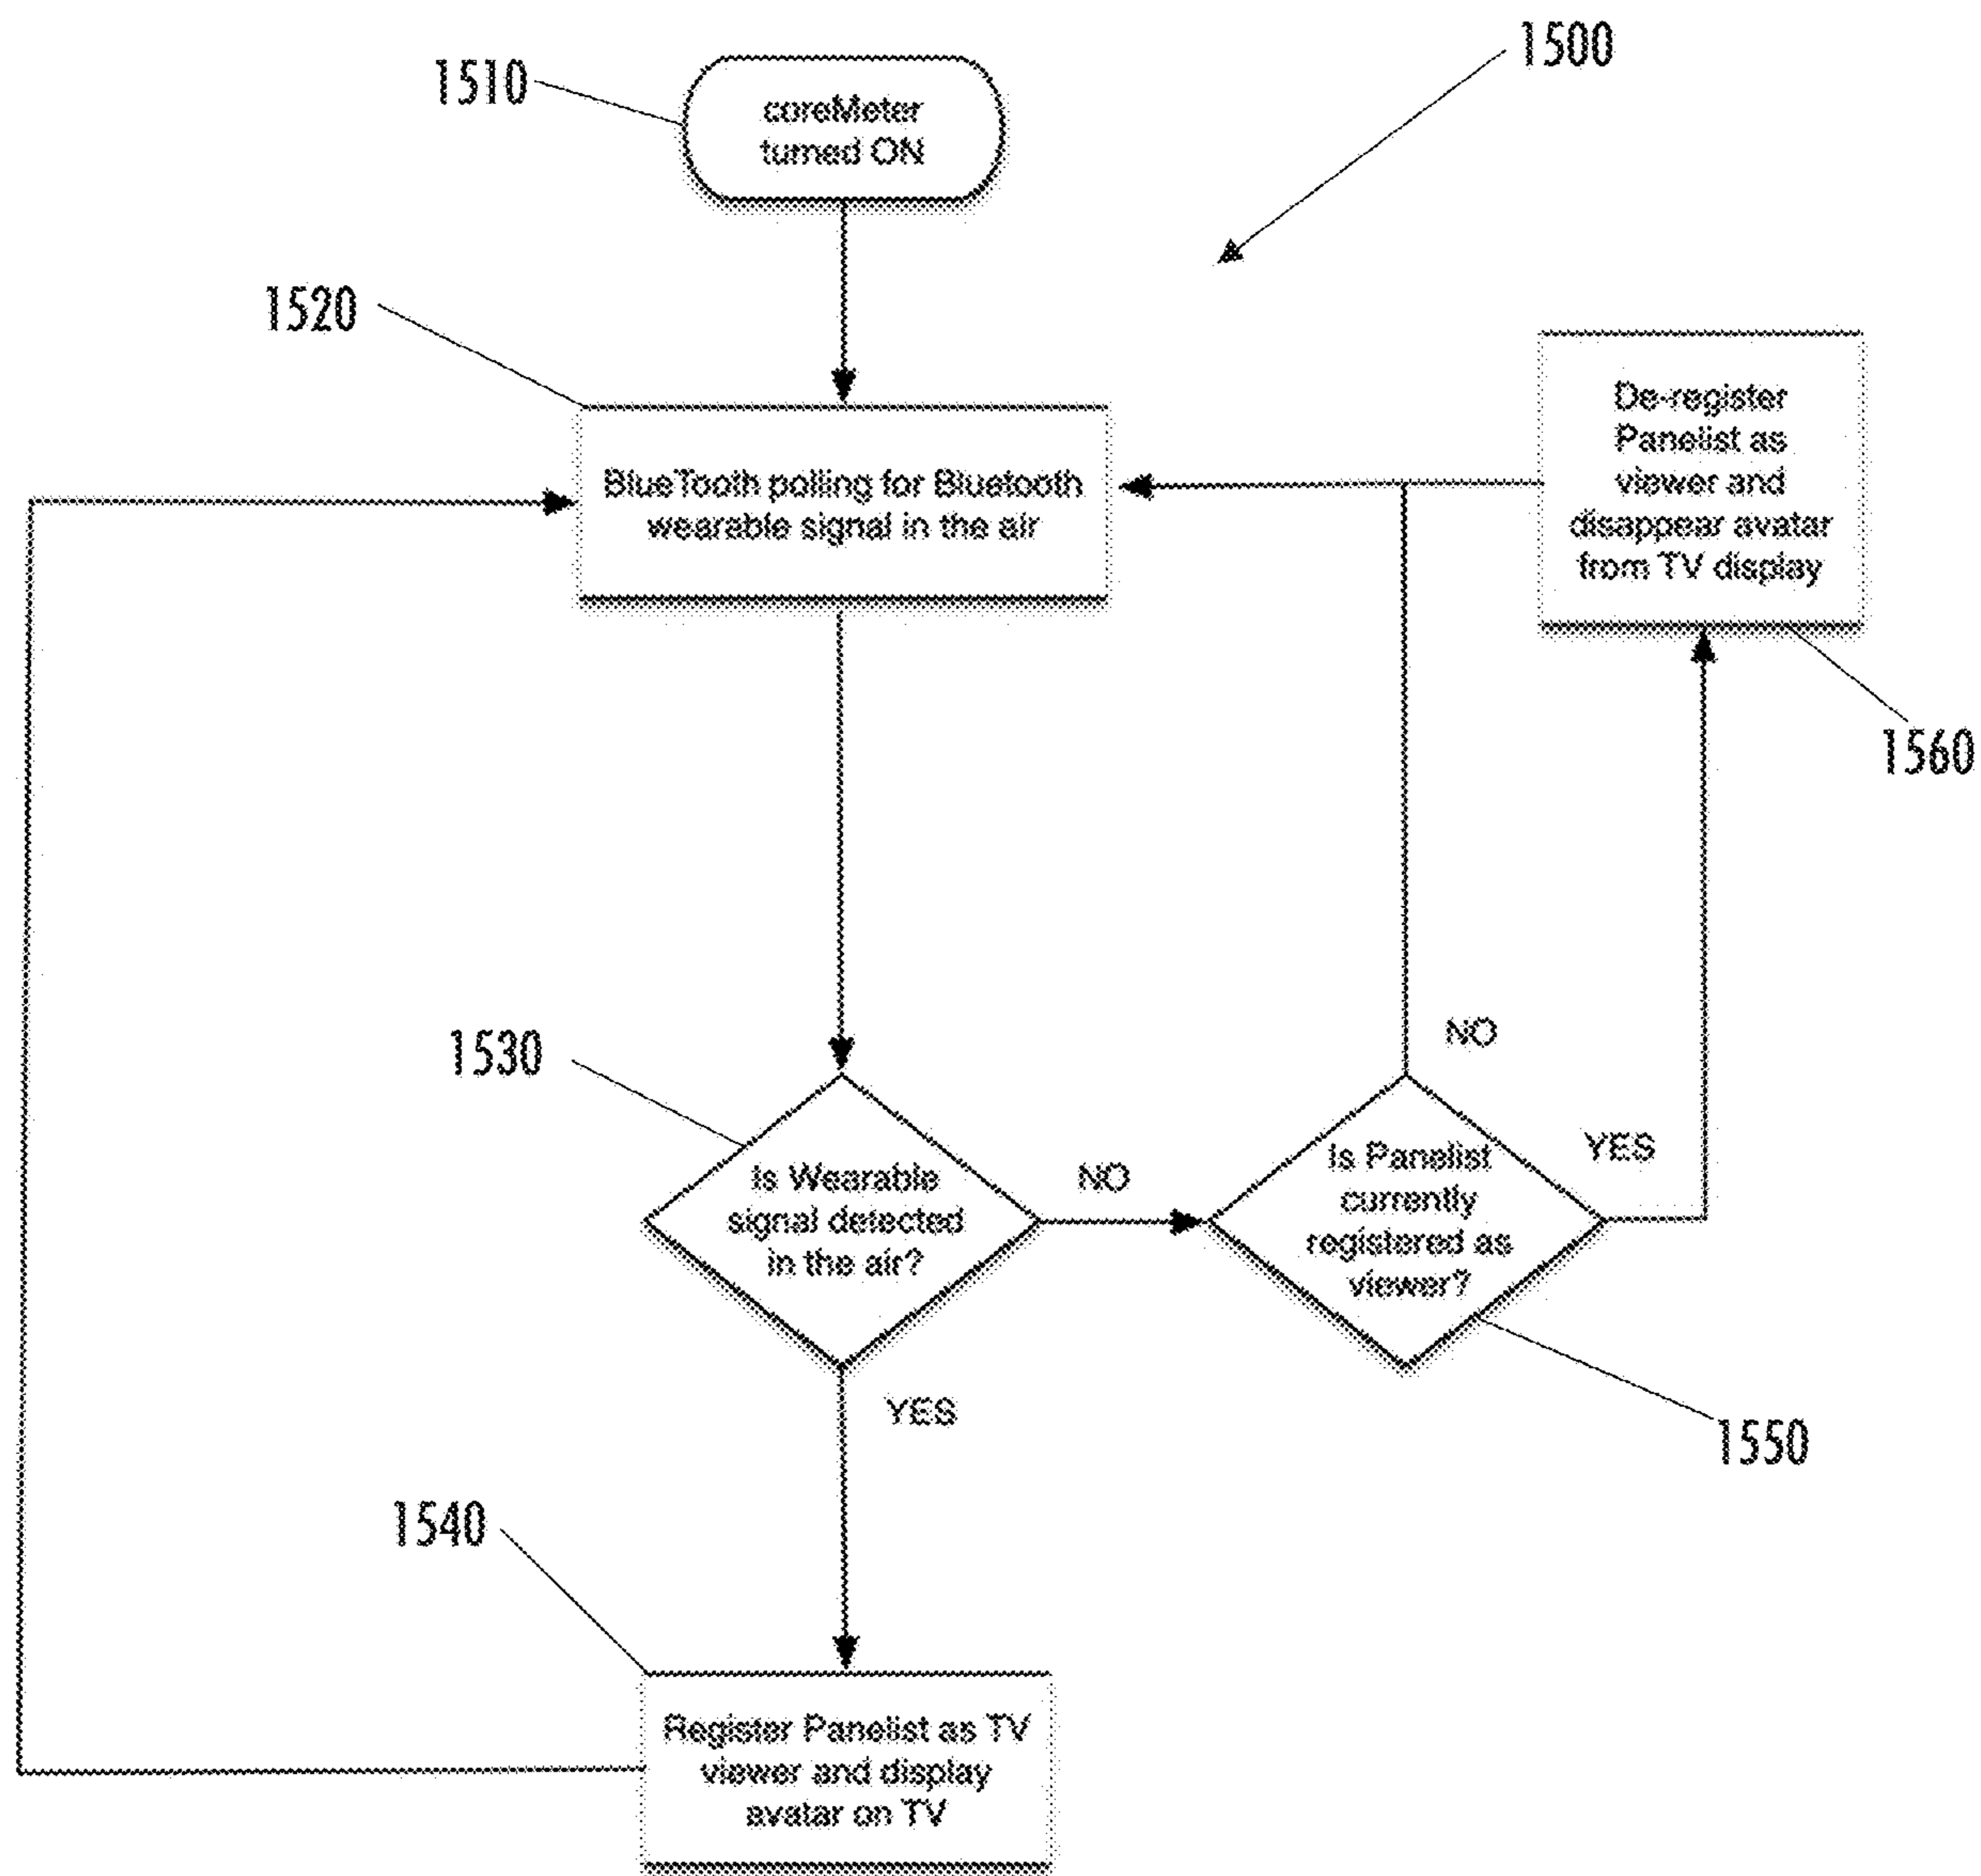 1500
1510
coreMeter
turned ON
1520
BlueTooth polling for Bluetooth
wearable signal in the air
De-register
Panelist as
viewer and
disappear avatar
from TV display
1560
1530
Is Wearable
signal detected
in the air?
NO
YES
NO
YES
Is Panelist
currently
registered as
viewer?
1550
1540
Register Panelist as TV
viewer and display
avatar on TV